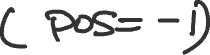 ( pos= -1)